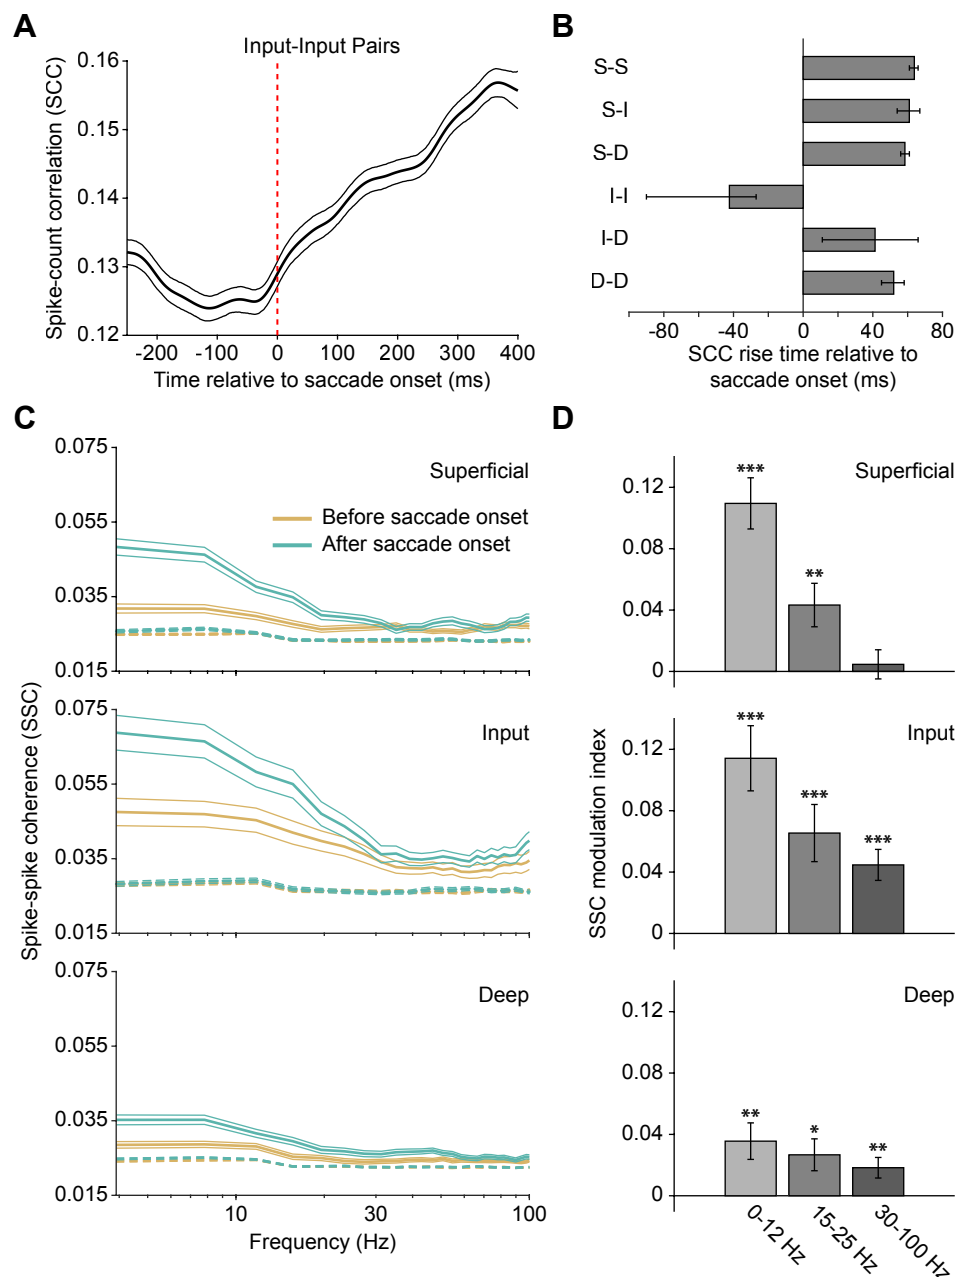 A
Input-Input Pairs
Spike-count correlation (SCC)
0.16
0.15
0.14
0.13
0.12
-200 -100 0 100 200 300 400
Time relative to saccade onset (ms)
B
S-S
S-I
S-D
I-I
I-D
D-D
-80 -40 0 40 80
SCC rise time relative to
saccade onset (ms)
C
Spike-spike coherence (SSC)
0.075
Superficial
0.055
Before saccade onset
After saccade onset
0.035
0.015
0.075
Input
0.055
0.035
0.015
0.075
Deep
0.055
0.035
0.015
10 30 100
Frequency (Hz)
D
SSC modulation index
Superficial
***
0.12
**
0.08
0.04
0
***
Input
0.12
***
0.08
***
0.04
0
Deep
0.12
0.08
**
*
**
0.04
0
0-12 Hz
15-25 Hz
30-100 Hz